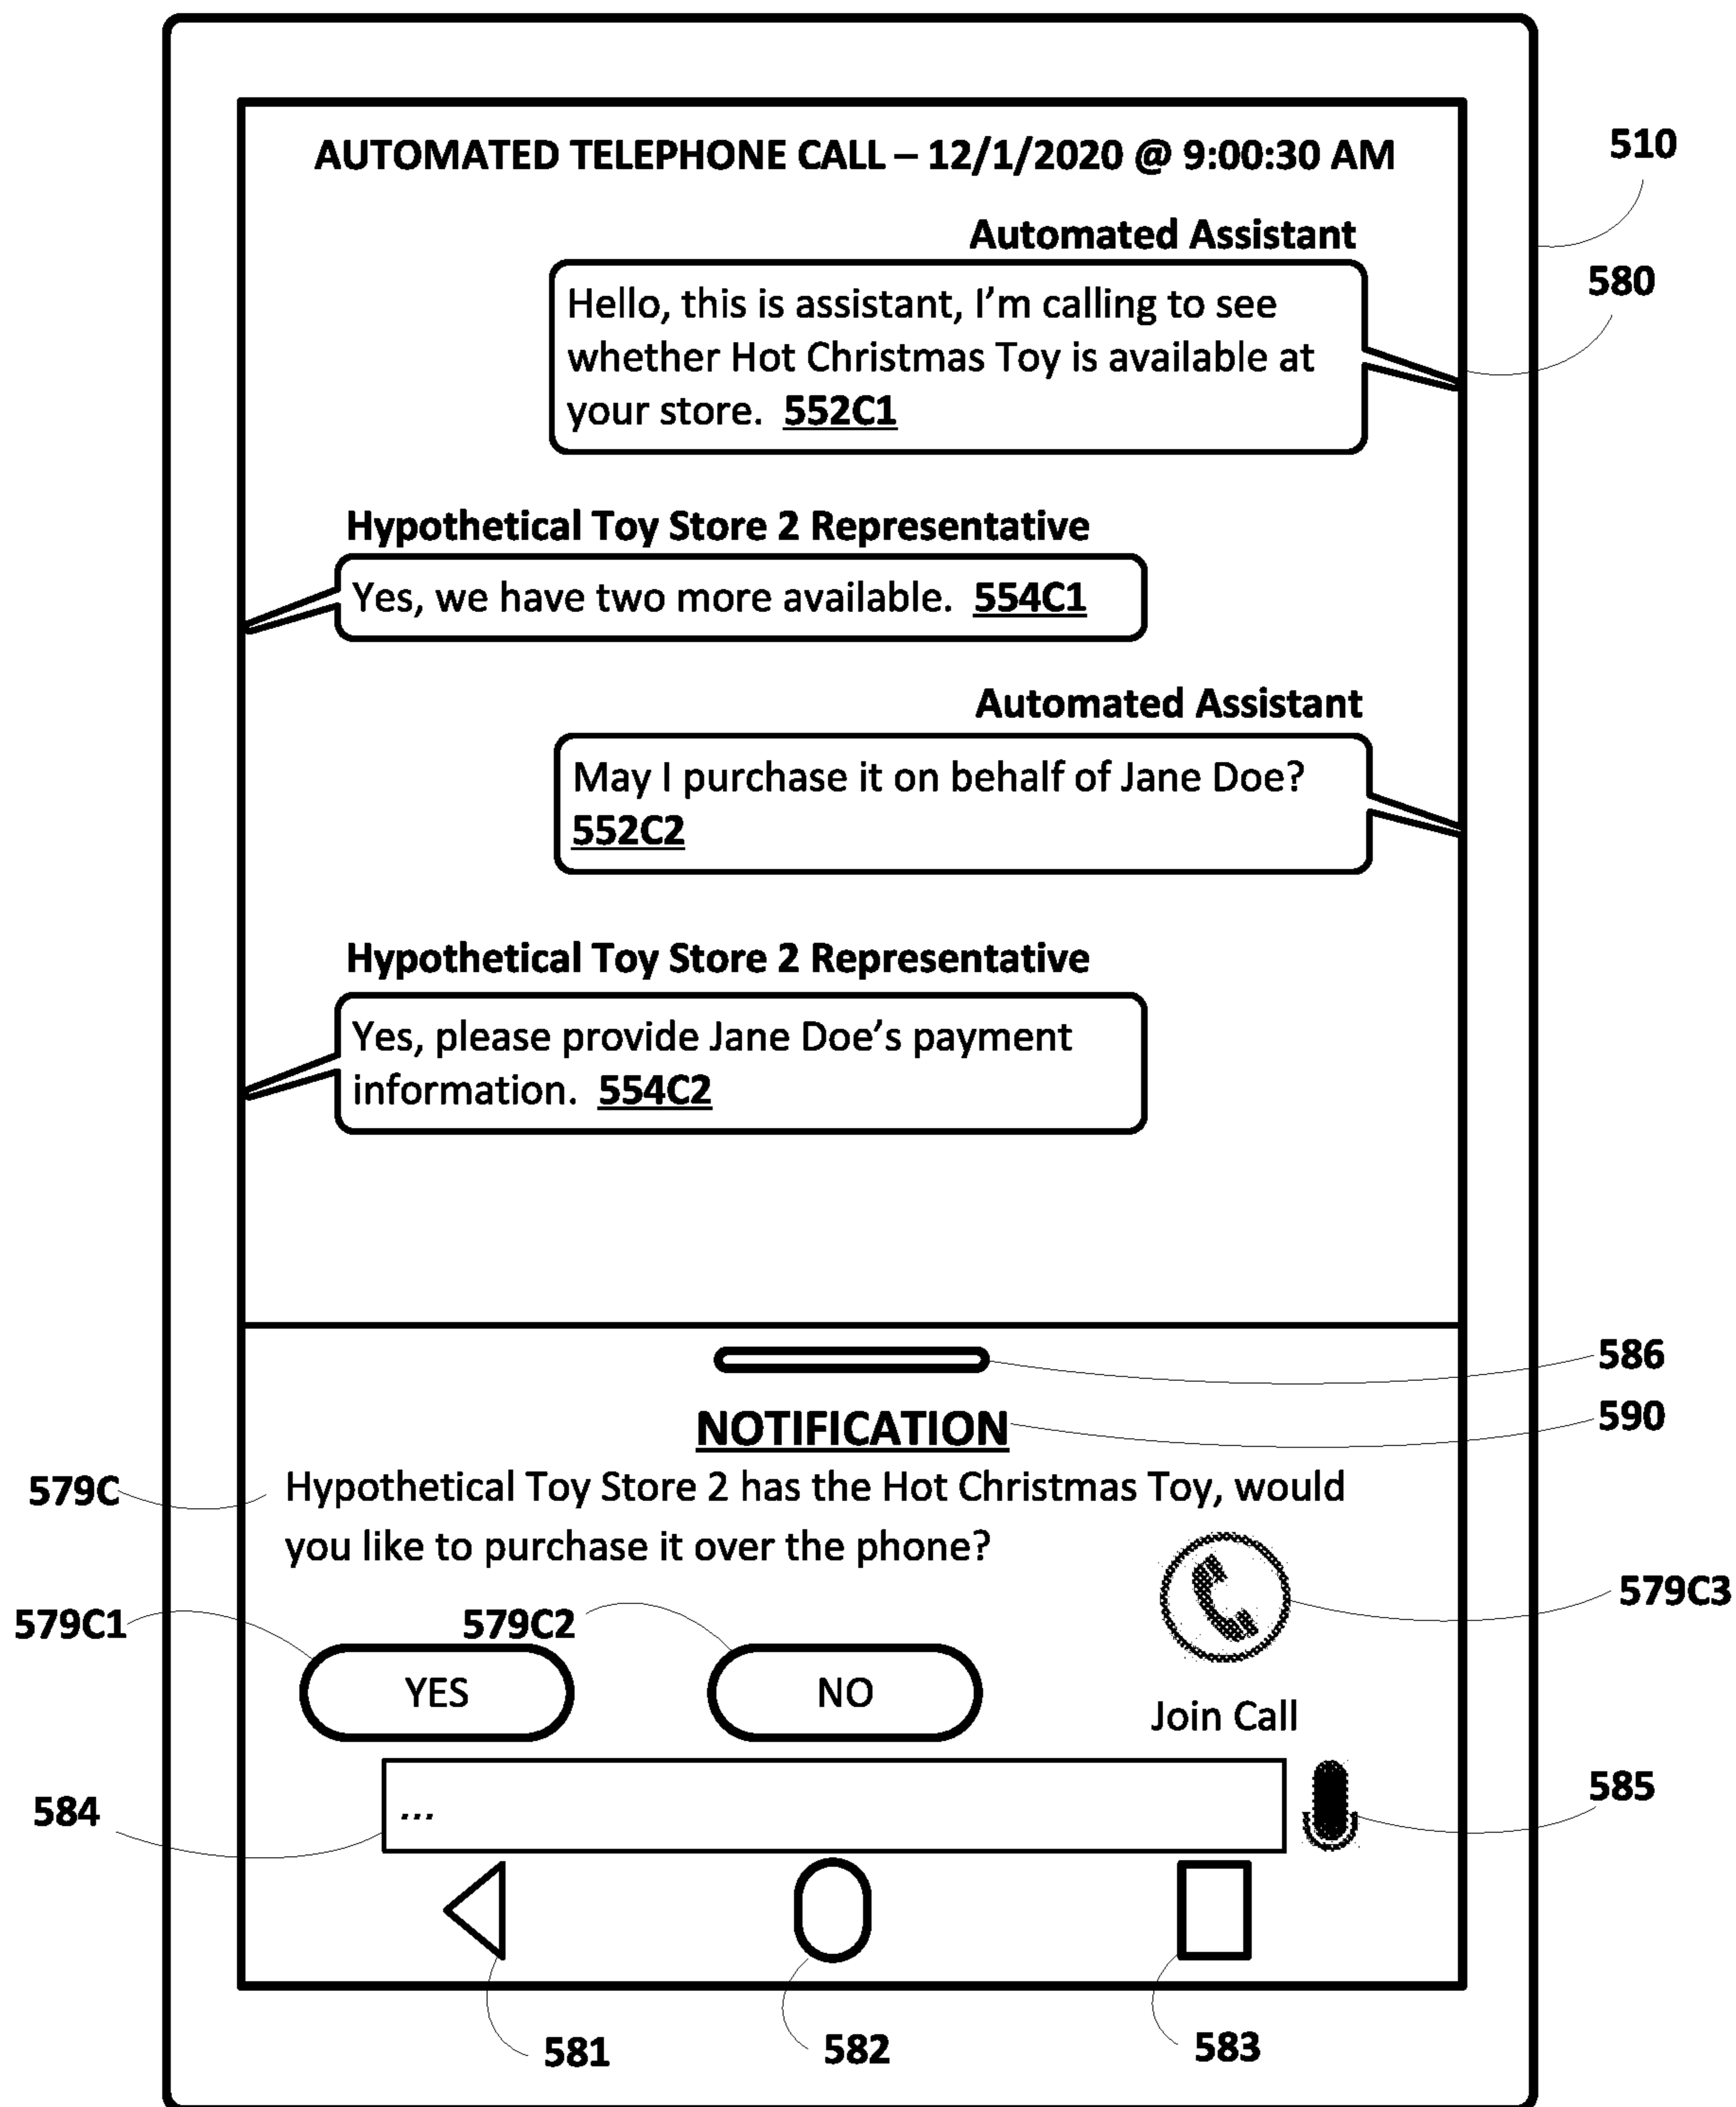 AUTOMATED TELEPHONE CALL – 12/1/2020 @ 9:00:30 AM
510
Automated Assistant
580
Hello, this is assistant, I'm calling to see
whether Hot Christmas Toy is available at
your store. 552C1
Hypothetical Toy Store 2 Representative
Yes, we have two more available. 554C1
Automated Assistant
May I purchase it on behalf of Jane Doe?
552C2
Hypothetical Toy Store 2 Representative
Yes, please provide Jane Doe's payment
information. 554C2
586
NOTIFICATION
590
579C
Hypothetical Toy Store 2 has the Hot Christmas Toy, would
you like to purchase it over the phone?
579C3
579C1
579C2
YES
NO
Join Call
584
...
585
581
582
583